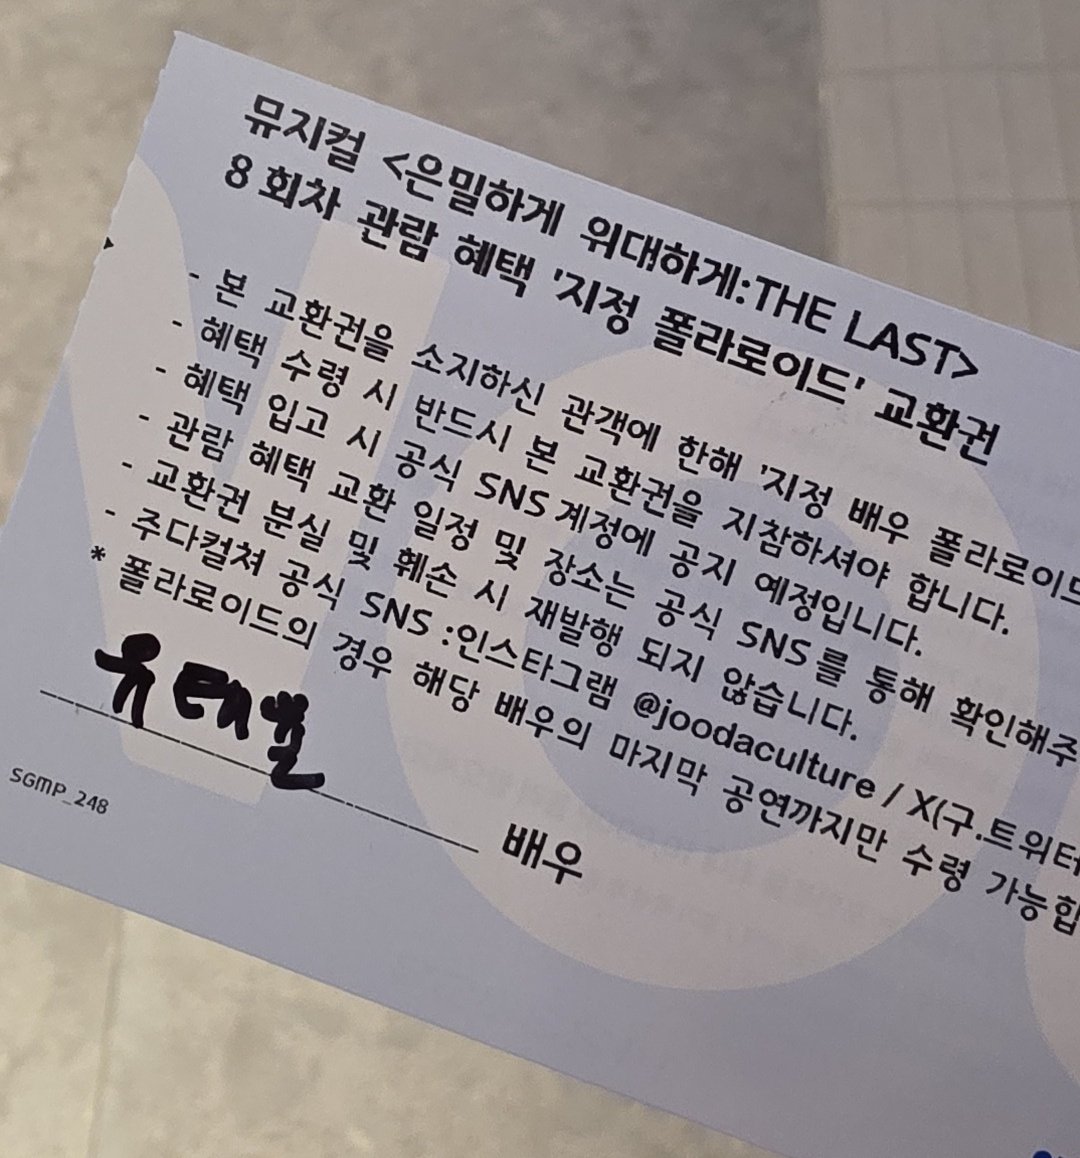 뮤지컬 <은밀하게 위대하게:THE LAST>
8회차 관람 혜택 '지정 폴라로이드' 교환권
- 본 교환권을 소지하신 관객에 한해 '지정 배우 폴라로이드
- 혜택 수령 시 반드시 본 교환권을 지참하셔야 합니다.
- 혜택 입고 시 공식 SNS계정에 공지 예정입니다.
- 관람 혜택 교환 일정 및 장소는 공식 SNS를 통해 확인해주
- 교환권 분실 및 훼손 시 재발행 되지 않습니다.
- 주다컬쳐 공식 SNS :인스타그램 @joodaculture / X(구.트위터
* 폴라로이드의 경우 해당 배우의 마지막 공연까지만 수령 가능합
유태율 배우
SGMP_248